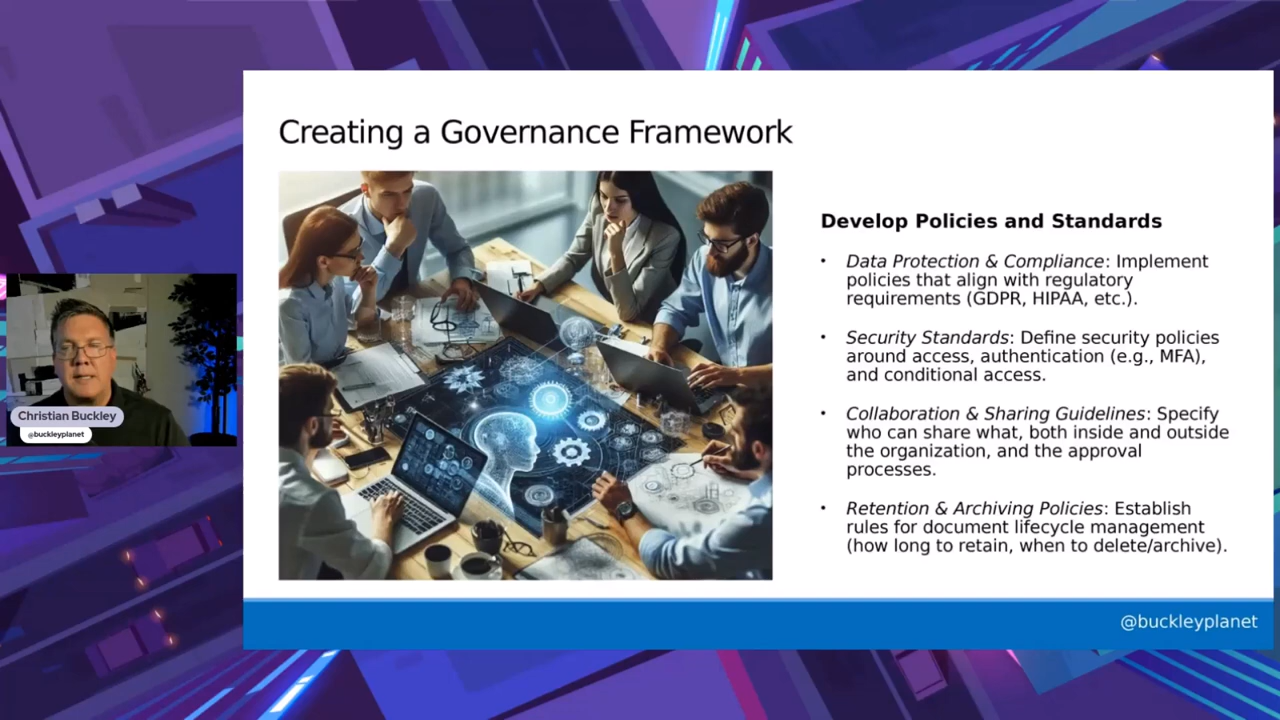 Creating a Governance Framework
Develop Policies and Standards
• Data Protection & Compliance: Implement
policies that align with regulatory
requirements (GDPR, HIPAA, etc.).
• Security Standards: Define security policies
around access, authentication (e.g., MFA),
and conditional access.
• Collaboration & Sharing Guidelines: Specify
who can share what, both inside and outside
the organization, and the approval
processes.
• Retention & Archiving Policies: Establish
rules for document lifecycle management
(how long to retain, when to delete/archive).
Christian Buckley
@buckleyplanet
@buckleyplanet